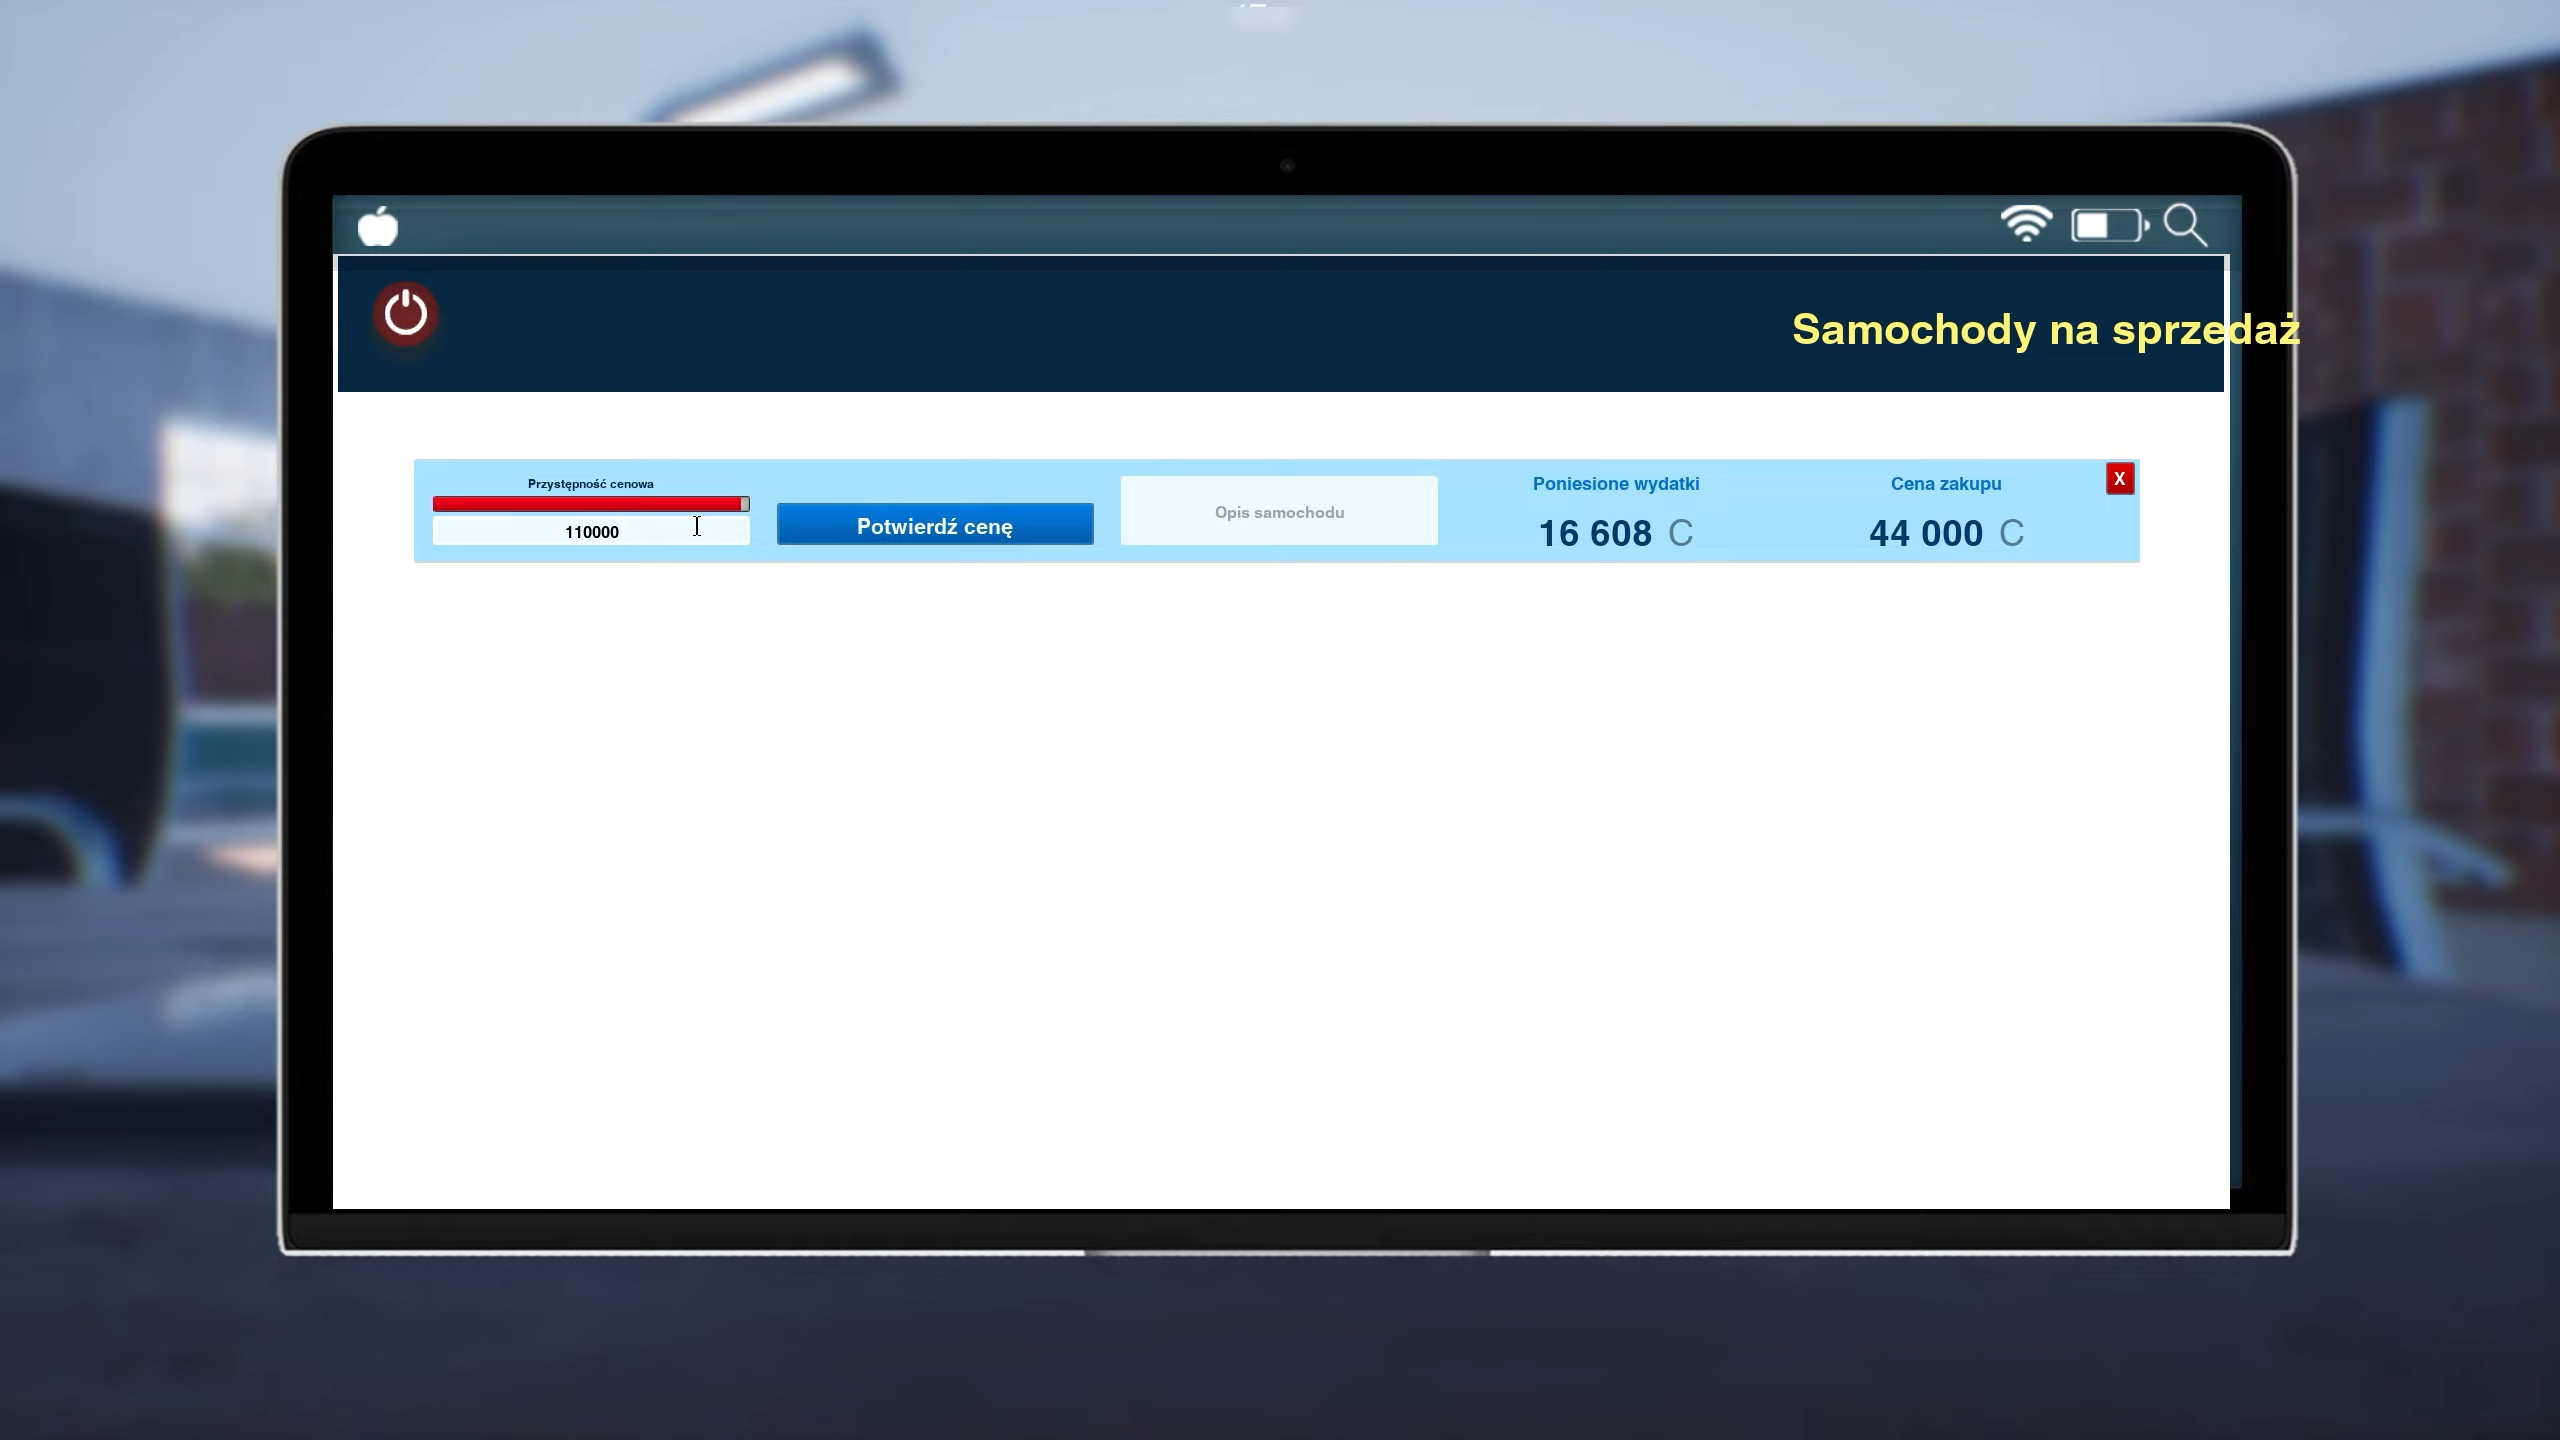 Samochody na sprzedaż
Przystępność cenowa
110000
Potwierdź cenę
Opis samochodu
Poniesione wydatki
16 608 C
Cena zakupu
44 000 C
X